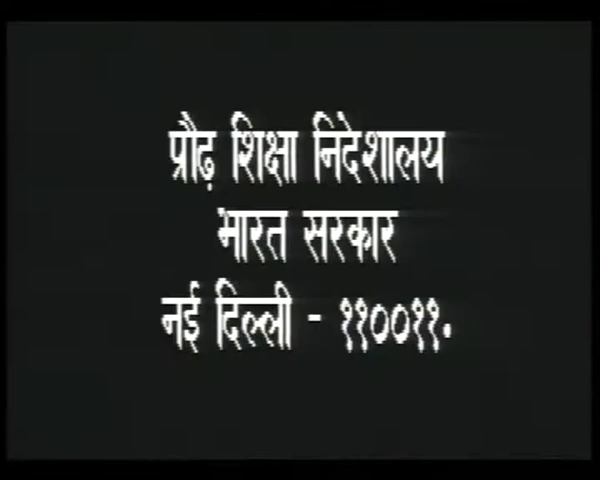 प्रौढ़ शिक्षा निदेशालय
भारत सरकार
नई दिल्ली - ११००११.